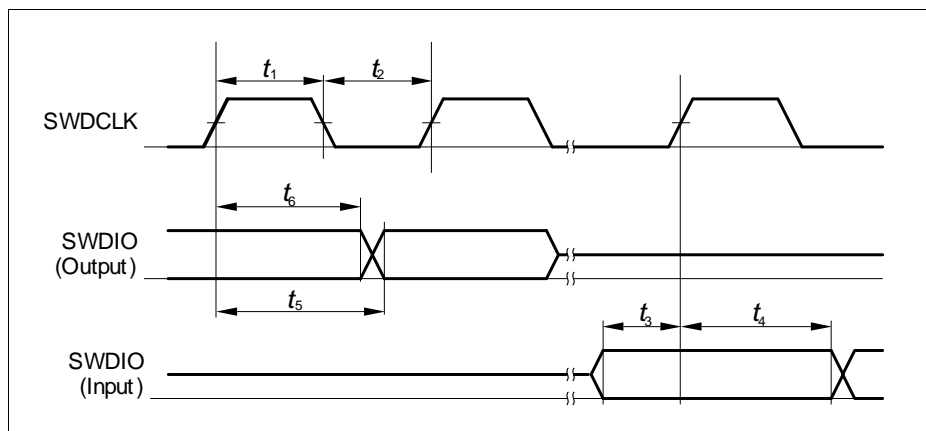 t1 t2
SWDCLK
t6
SWDIO
(Output)
t5
t3 t4
SWDIO
(Input)